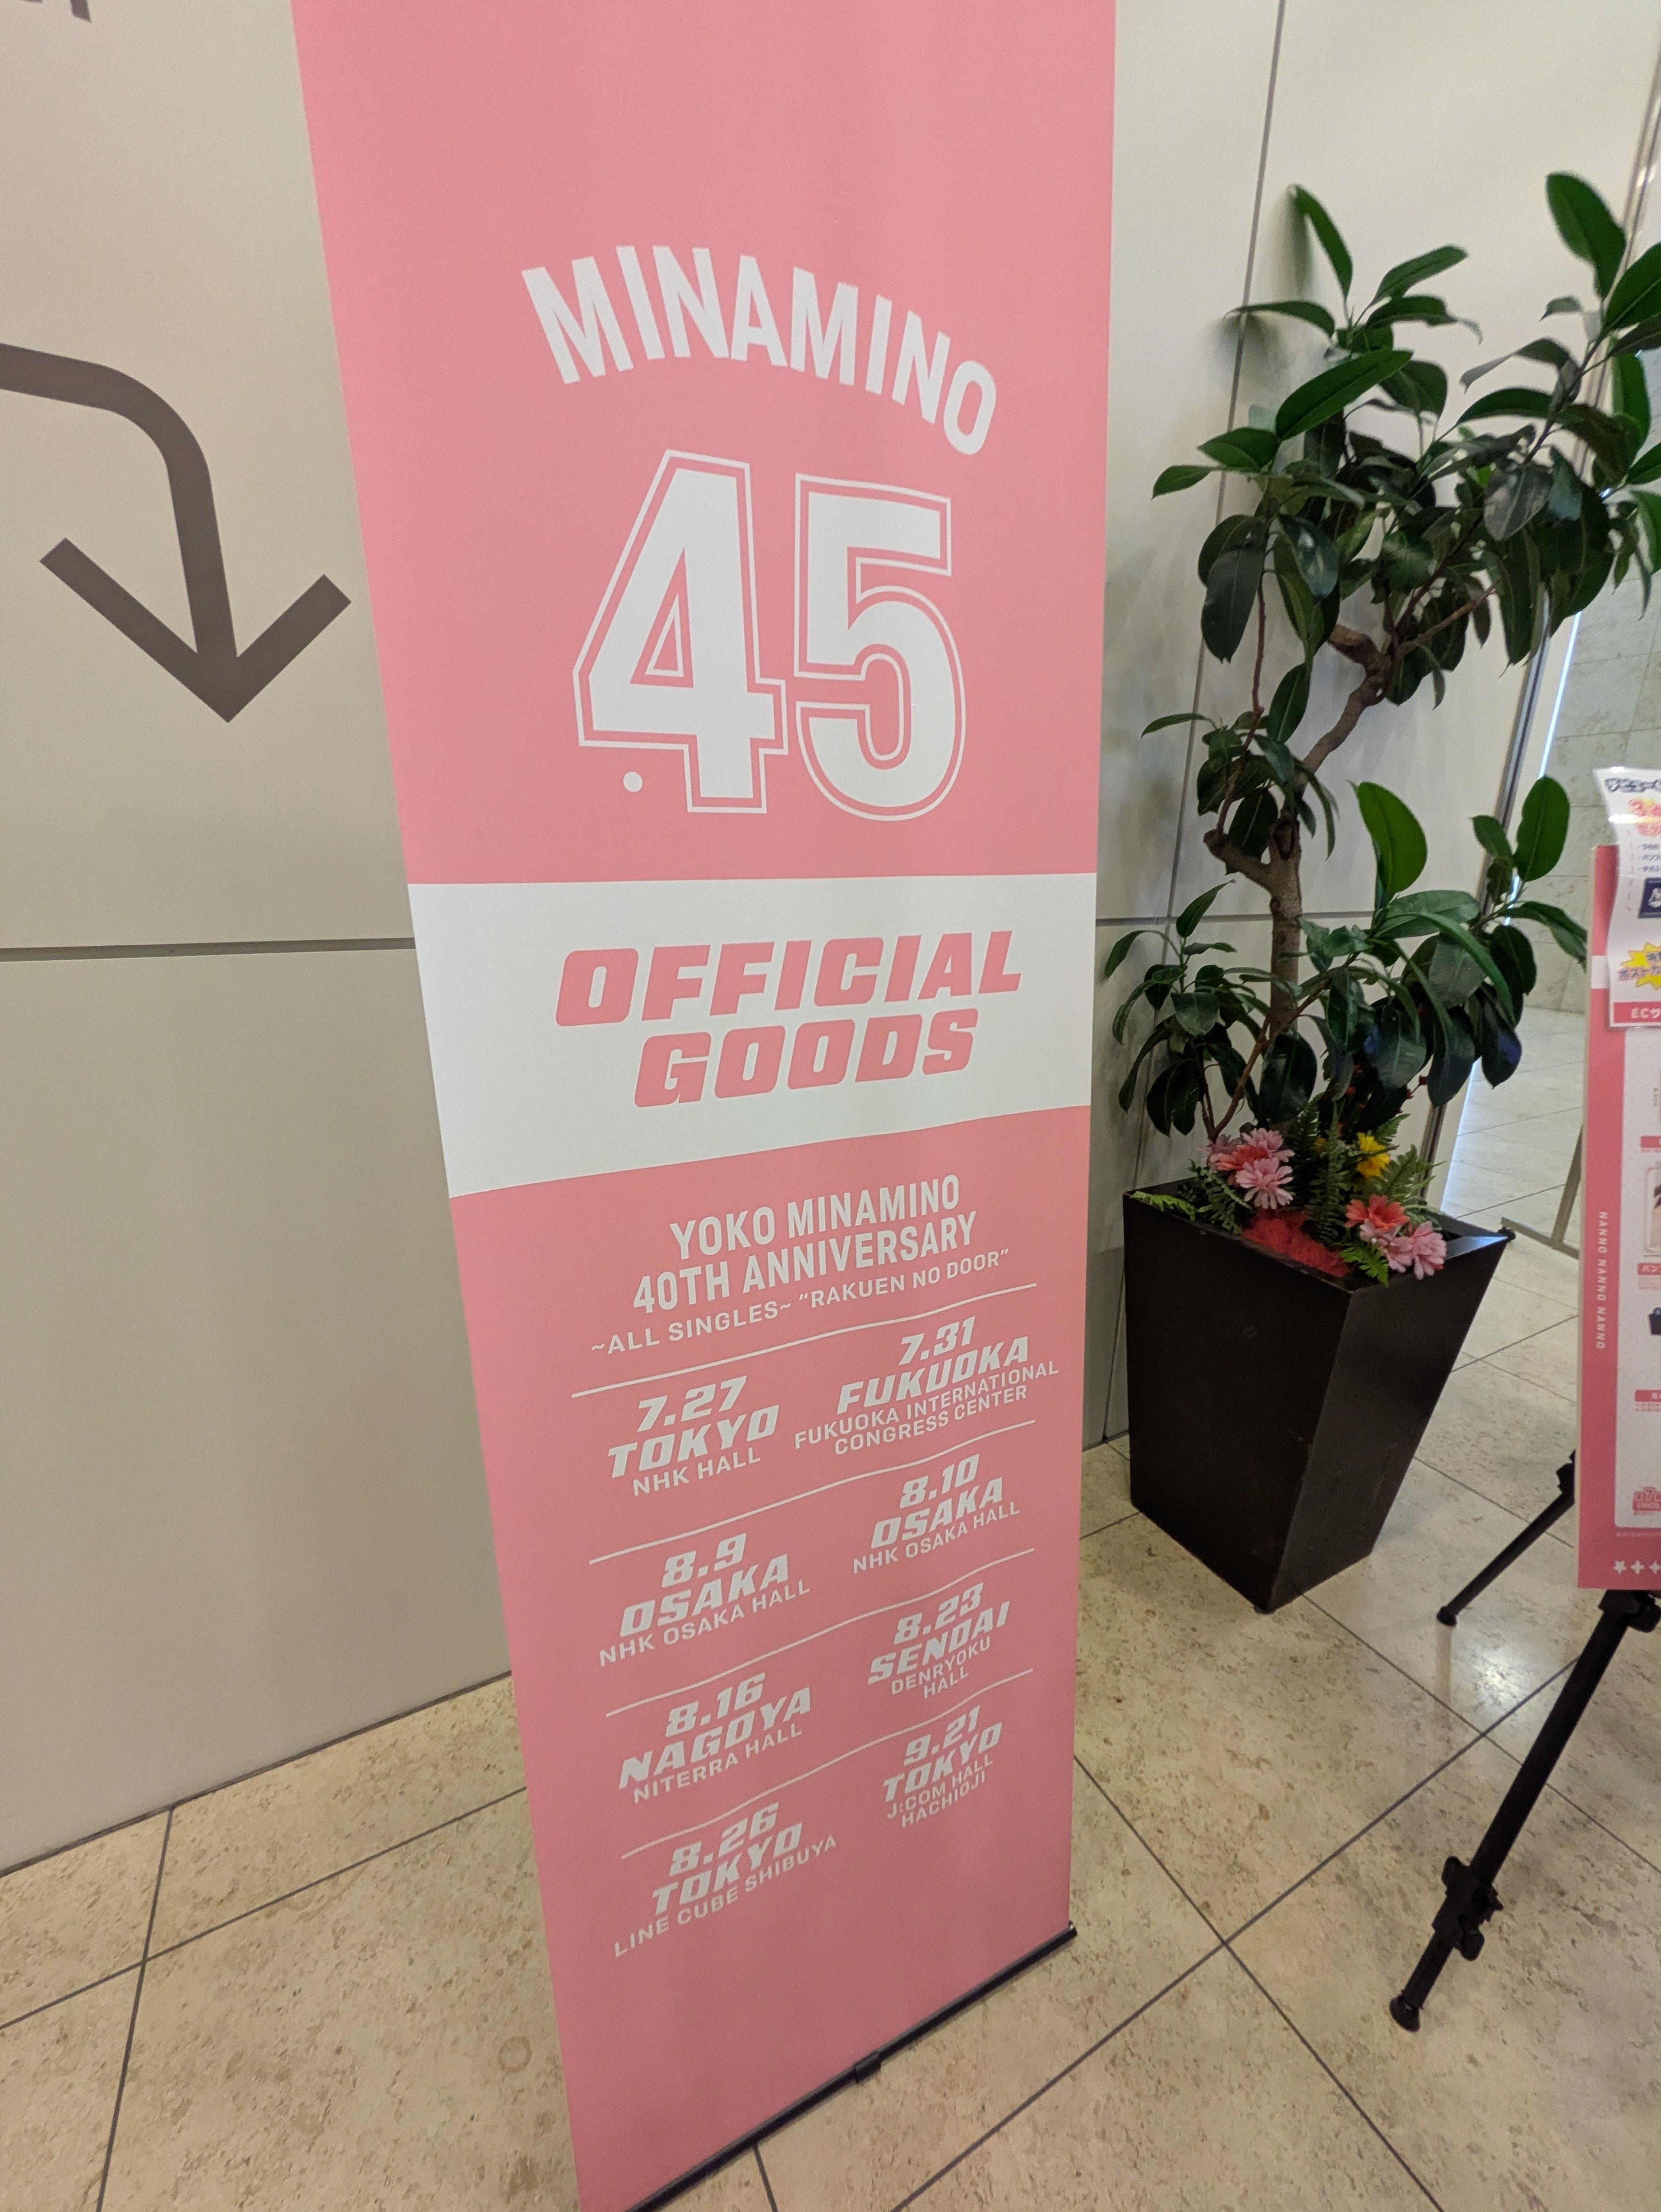 MINAMINO
.45
OFFICIAL
GOODS
YOKO MINAMINO
40TH ANNIVERSARY
~ALL SINGLES~ "RAKUEN NO DOOR"
7.27
TOKYO
NHK HALL
7.31
FUKUOKA
FUKUOKA INTERNATIONAL
CONGRESS CENTER
8.9
OSAKA
NHK OSAKA HALL
8.10
OSAKA
NHK OSAKA HALL
8.16
NAGOYA
NITERRA HALL
8.23
SENDAI
DENRYOKU
HALL
8.26
TOKYO
LINE CUBE SHIBUYA
9.21
TOKYO
J:COM HALL
HACHIOJI
NANNO NANNO NANNO